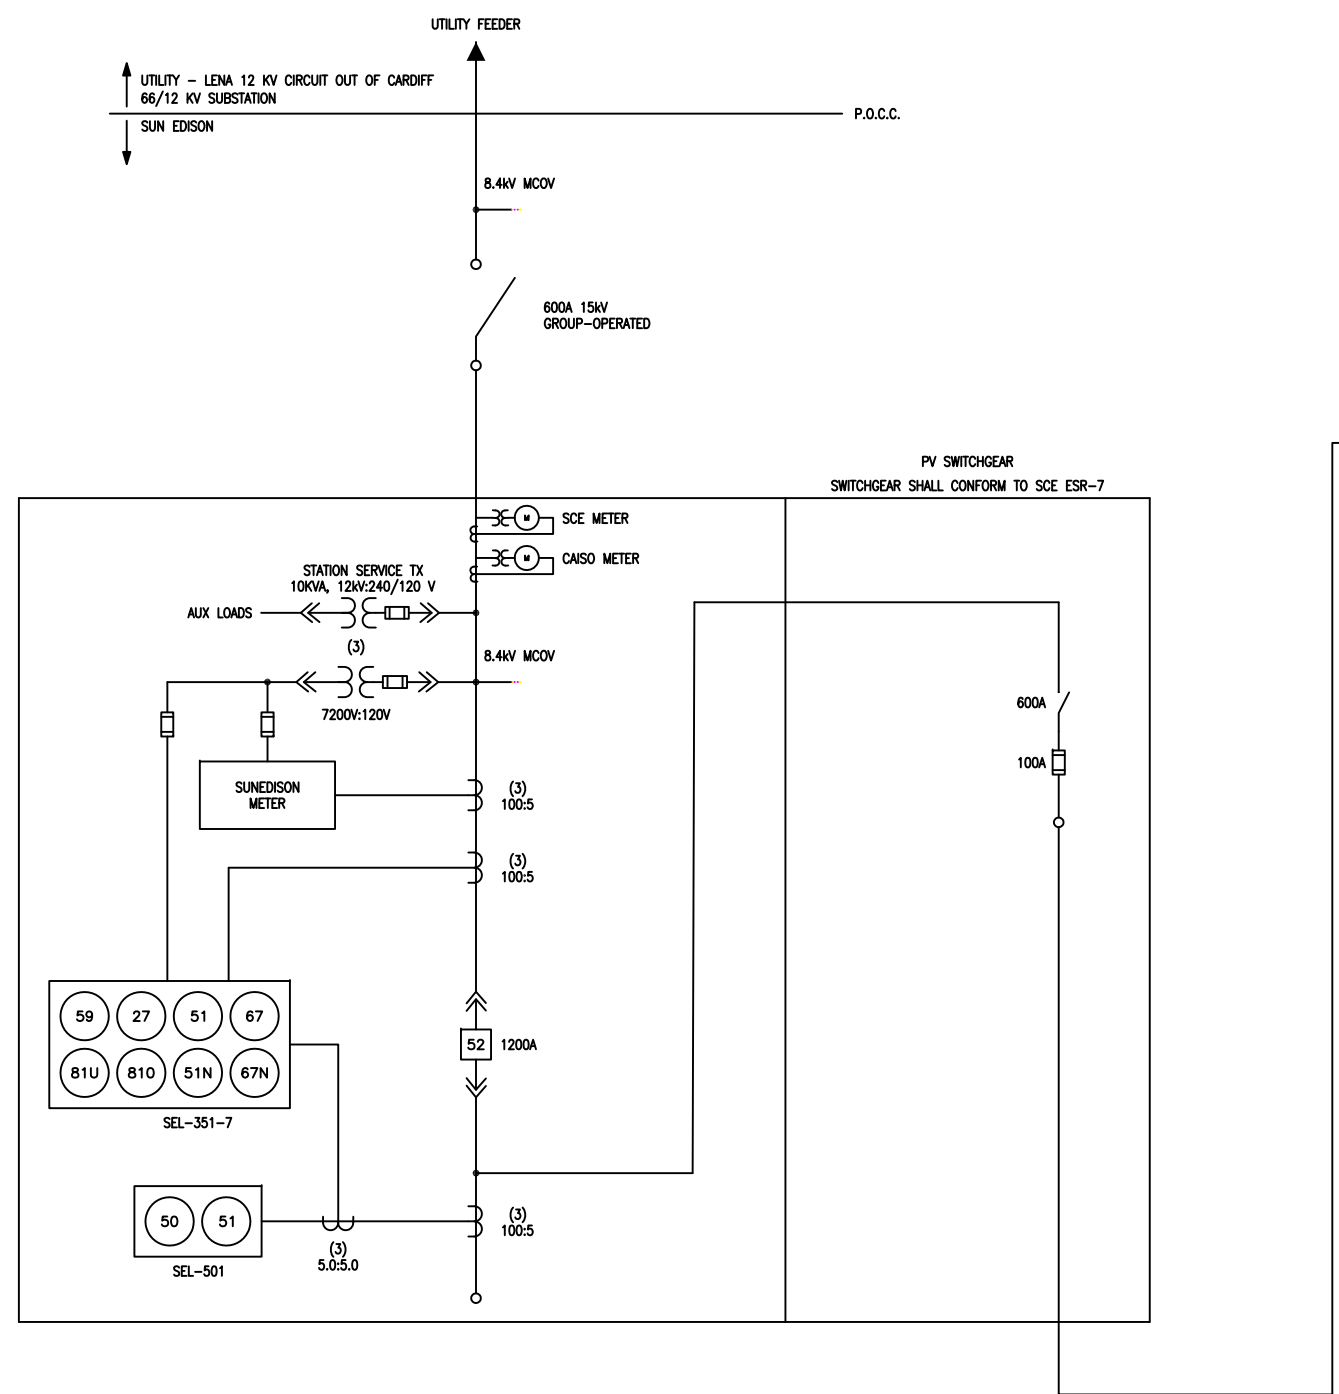 UTILITY FEEDER
UTILITY – LENA 12 KV CIRCUIT OUT OF CARDIFF
66/12 KV SUBSTATION
P.O.C.C.
SUN EDISON
8.4kV MCOV
600A 15kV
GROUP–OPERATED
PV SWITCHGEAR
SWITCHGEAR SHALL CONFORM TO SCE ESR–7
M
SCE METER
M
CAISO METER
STATION SERVICE TX
10KVA, 12kV:240/120 V
AUX LOADS
(3)
8.4kV MCOV
7200V:120V
600A
100A
SUNEDISON
METER
(3)
100:5
(3)
100:5
59 27 51 67
52 1200A
81U 81O 51N 67N
SEL–351–7
50 51
(3)
100:5
(3)
5.0:5.0
SEL–501